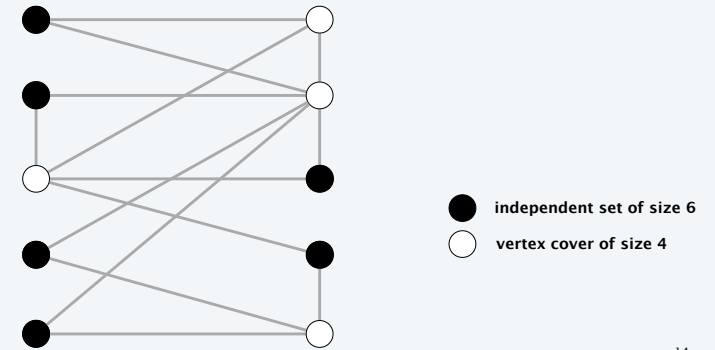 independent set of size 6
vertex cover of size 4